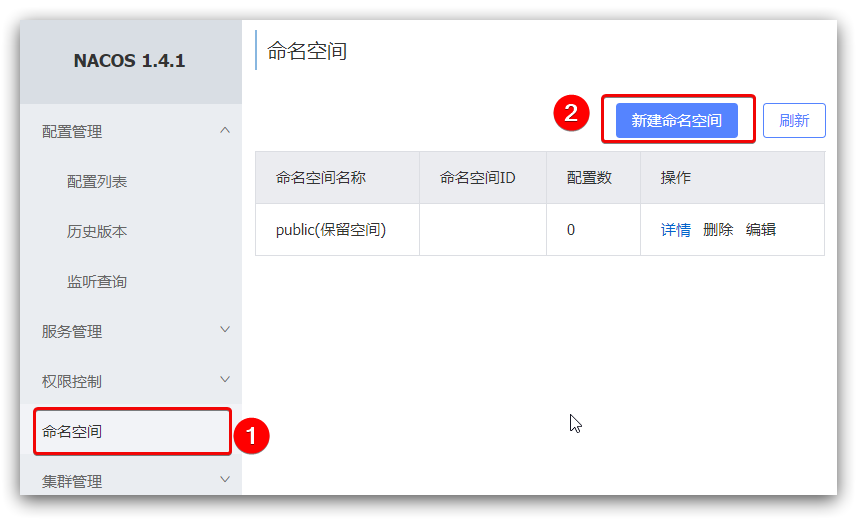 NACOS 1.4.1
配置管理
配置列表
历史版本
监听查询
服务管理
权限控制
命名空间
1
集群管理
命名空间
2
新建命名空间 刷新
命名空间名称 命名空间ID 配置数 操作
public(保留空间) 0 详情 删除 编辑